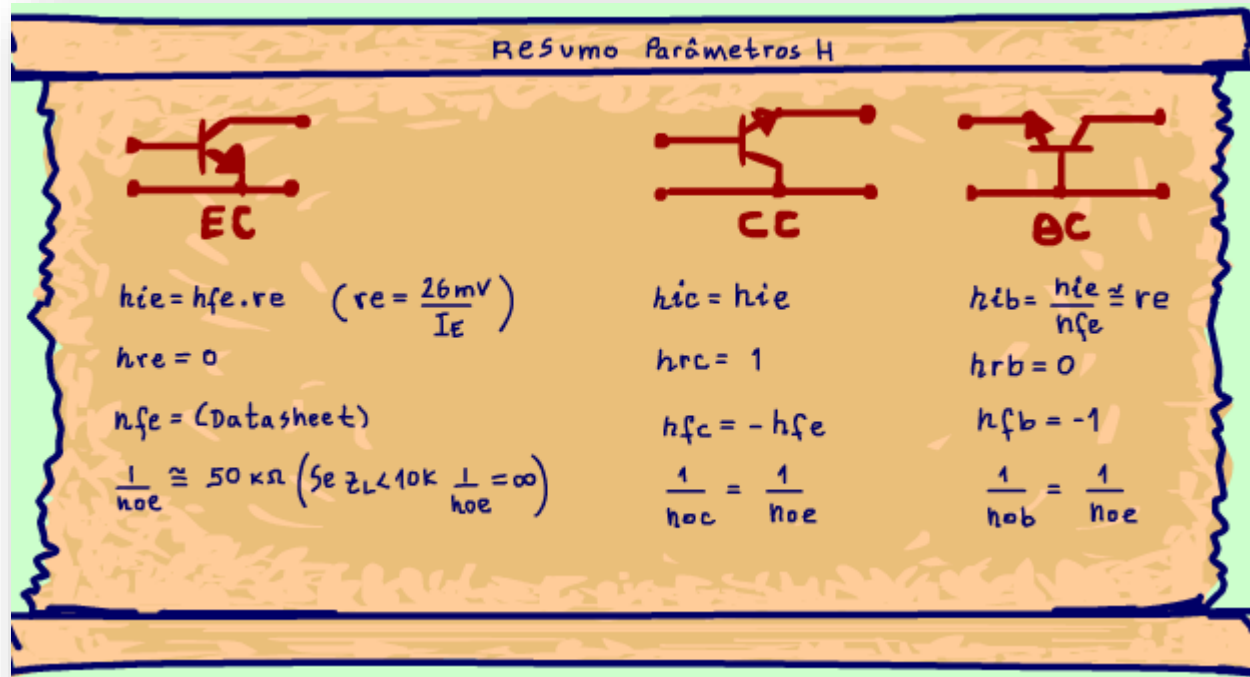 Resumo Parâmetros H
EC
CC
BC
hie = hfe.re (re = 26mV/IE)
hic = hie
hib = hie/hfe ≅ re
hre = 0
hrc = 1
hrb = 0
hfe = (Datasheet)
hfc = - hfe
hfb = -1
1/hoe ≅ 50 KΩ (Se ZL<10K 1/hoe = ∞)
1/hoc = 1/hoe
1/hob = 1/hoe